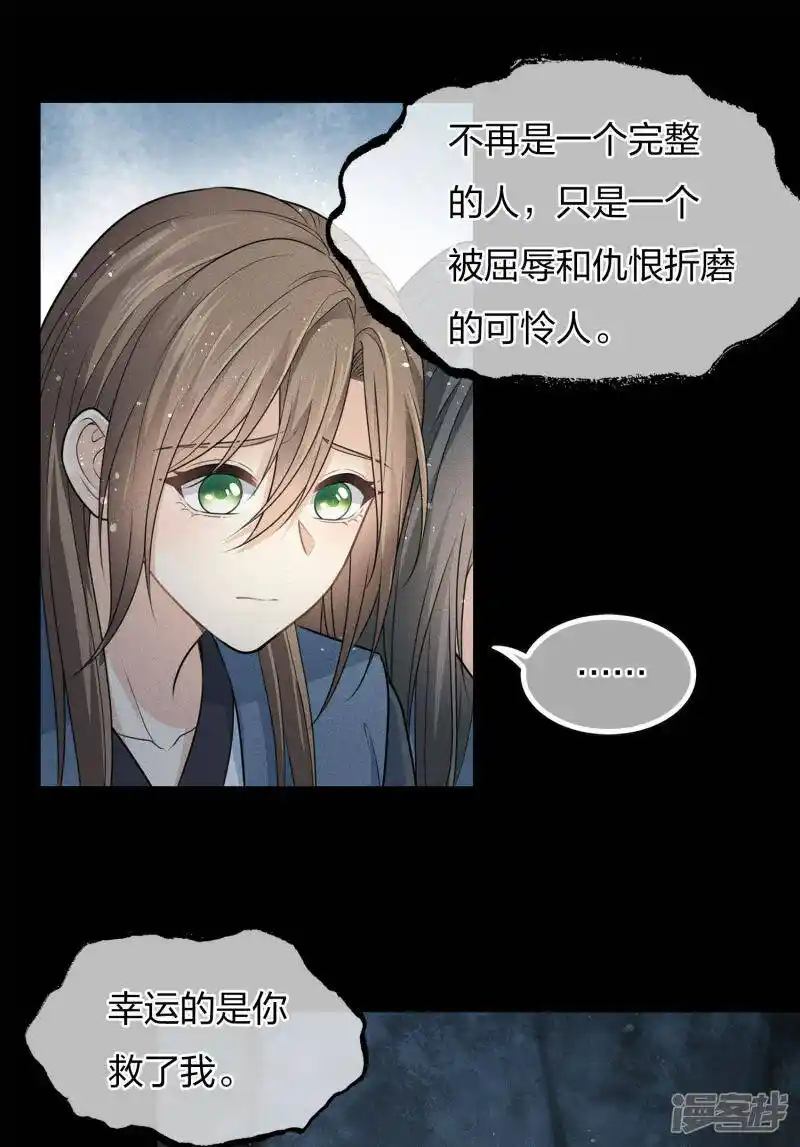 不再是一个完整
的人，只是一个
被屈辱和仇恨折磨
的可怜人。
……
幸运的是你
救了我。
漫客栈